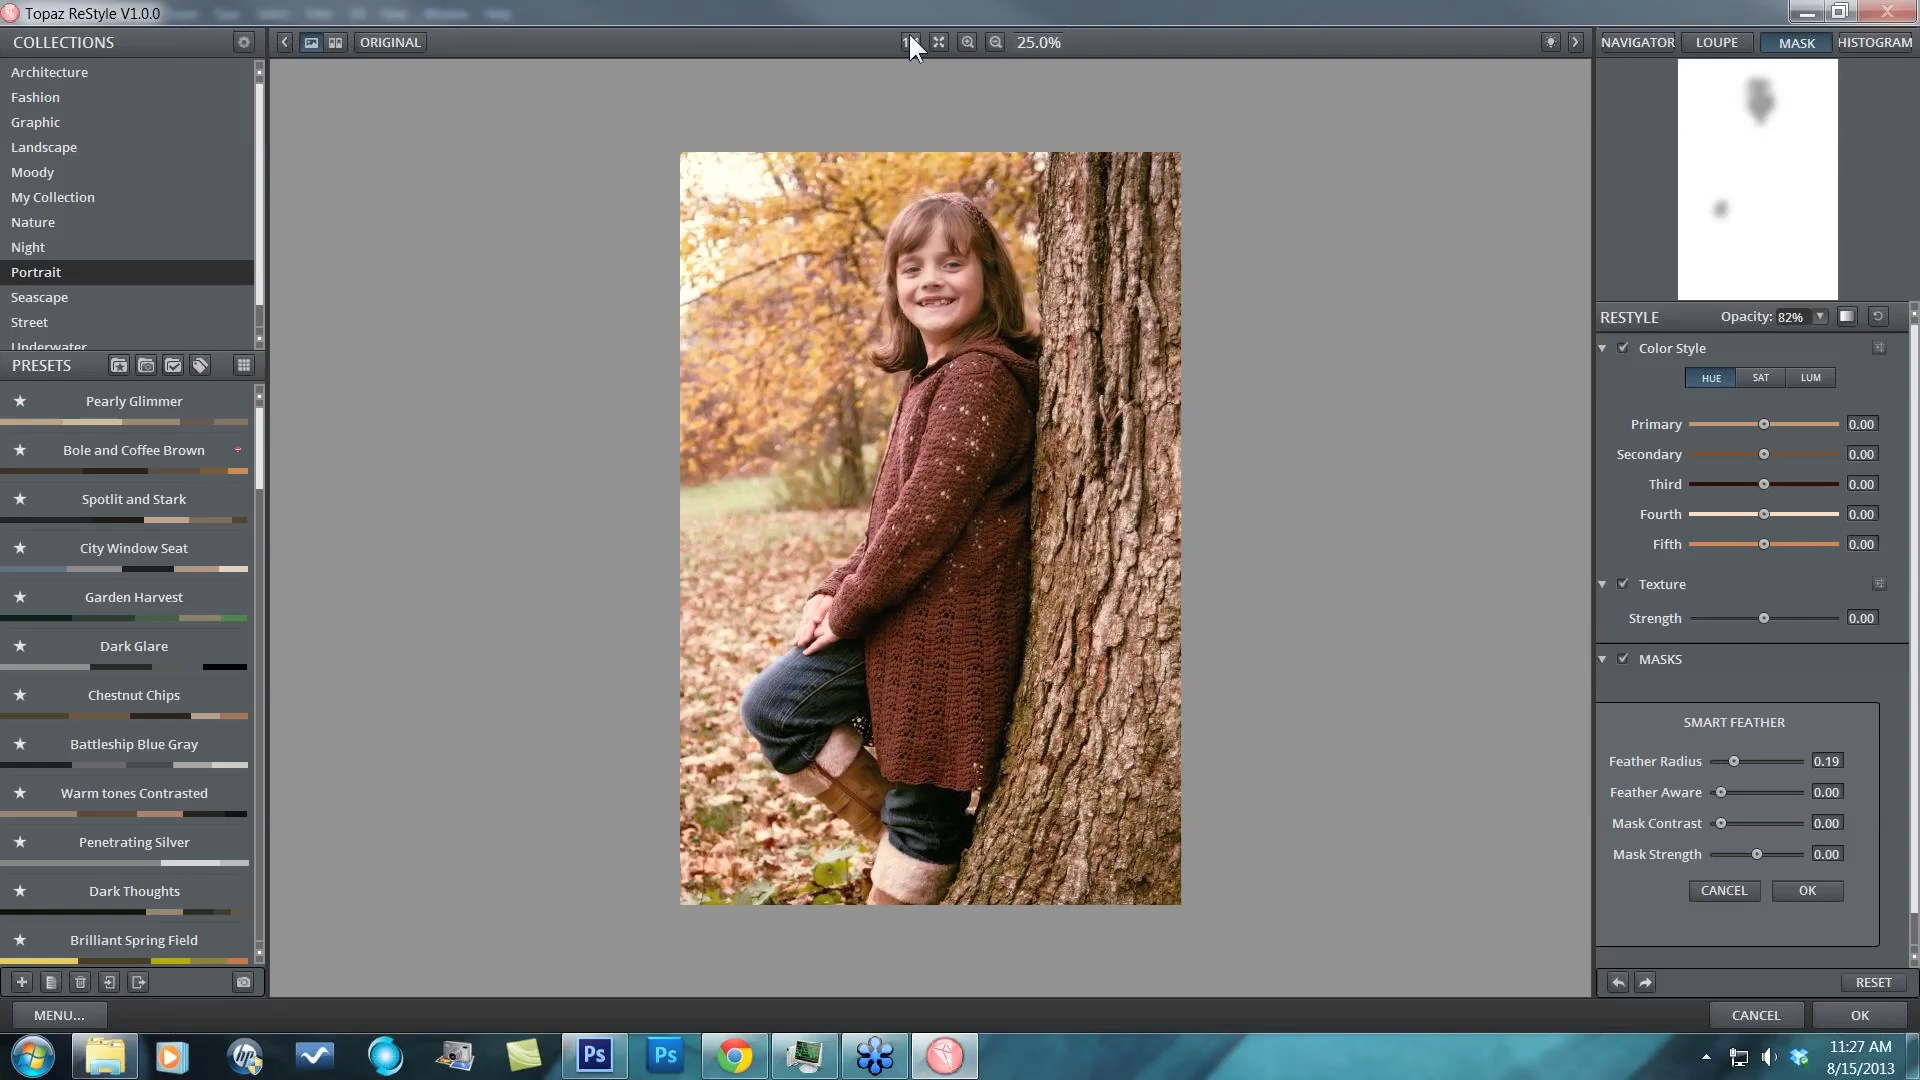 Topaz ReStyle V1.0.0
COLLECTIONS
ORIGINAL
25.0%
NAVIGATOR
LOUPE
MASK
HISTOGRAM
Architecture
Fashion
Graphic
Landscape
Moody
My Collection
Nature
Night
Portrait
Seascape
Street
Underwater
PRESETS
Pearly Glimmer
Bole and Coffee Brown
Spotlit and Stark
City Window Seat
Garden Harvest
Dark Glare
Chestnut Chips
Battleship Blue Gray
Warm tones Contrasted
Penetrating Silver
Dark Thoughts
Brilliant Spring Field
RESTYLE Opacity: 82%
Color Style
HUE SAT LUM
Primary 0.00
Secondary 0.00
Third 0.00
Fourth 0.00
Fifth 0.00
Texture
Strength 0.00
MASKS
SMART FEATHER
Feather Radius 0.19
Feather Aware 0.00
Mask Contrast 0.00
Mask Strength 0.00
CANCEL OK
RESET
MENU...
CANCEL OK
hp
Ps
Ps
11:27 AM
8/15/2013